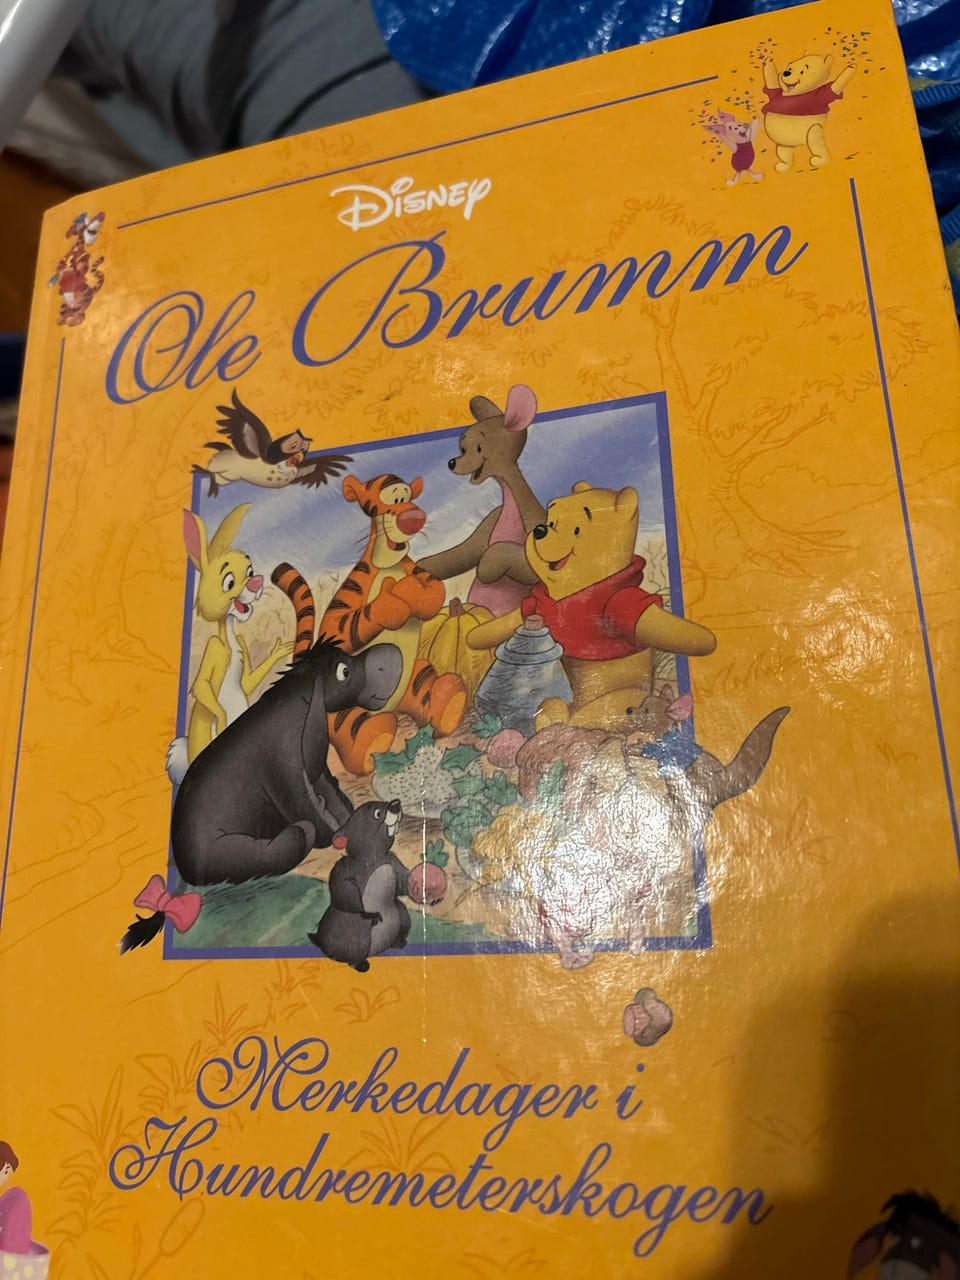 Disney
Ole Brumm
Merkedager i
Hundremeterskogen